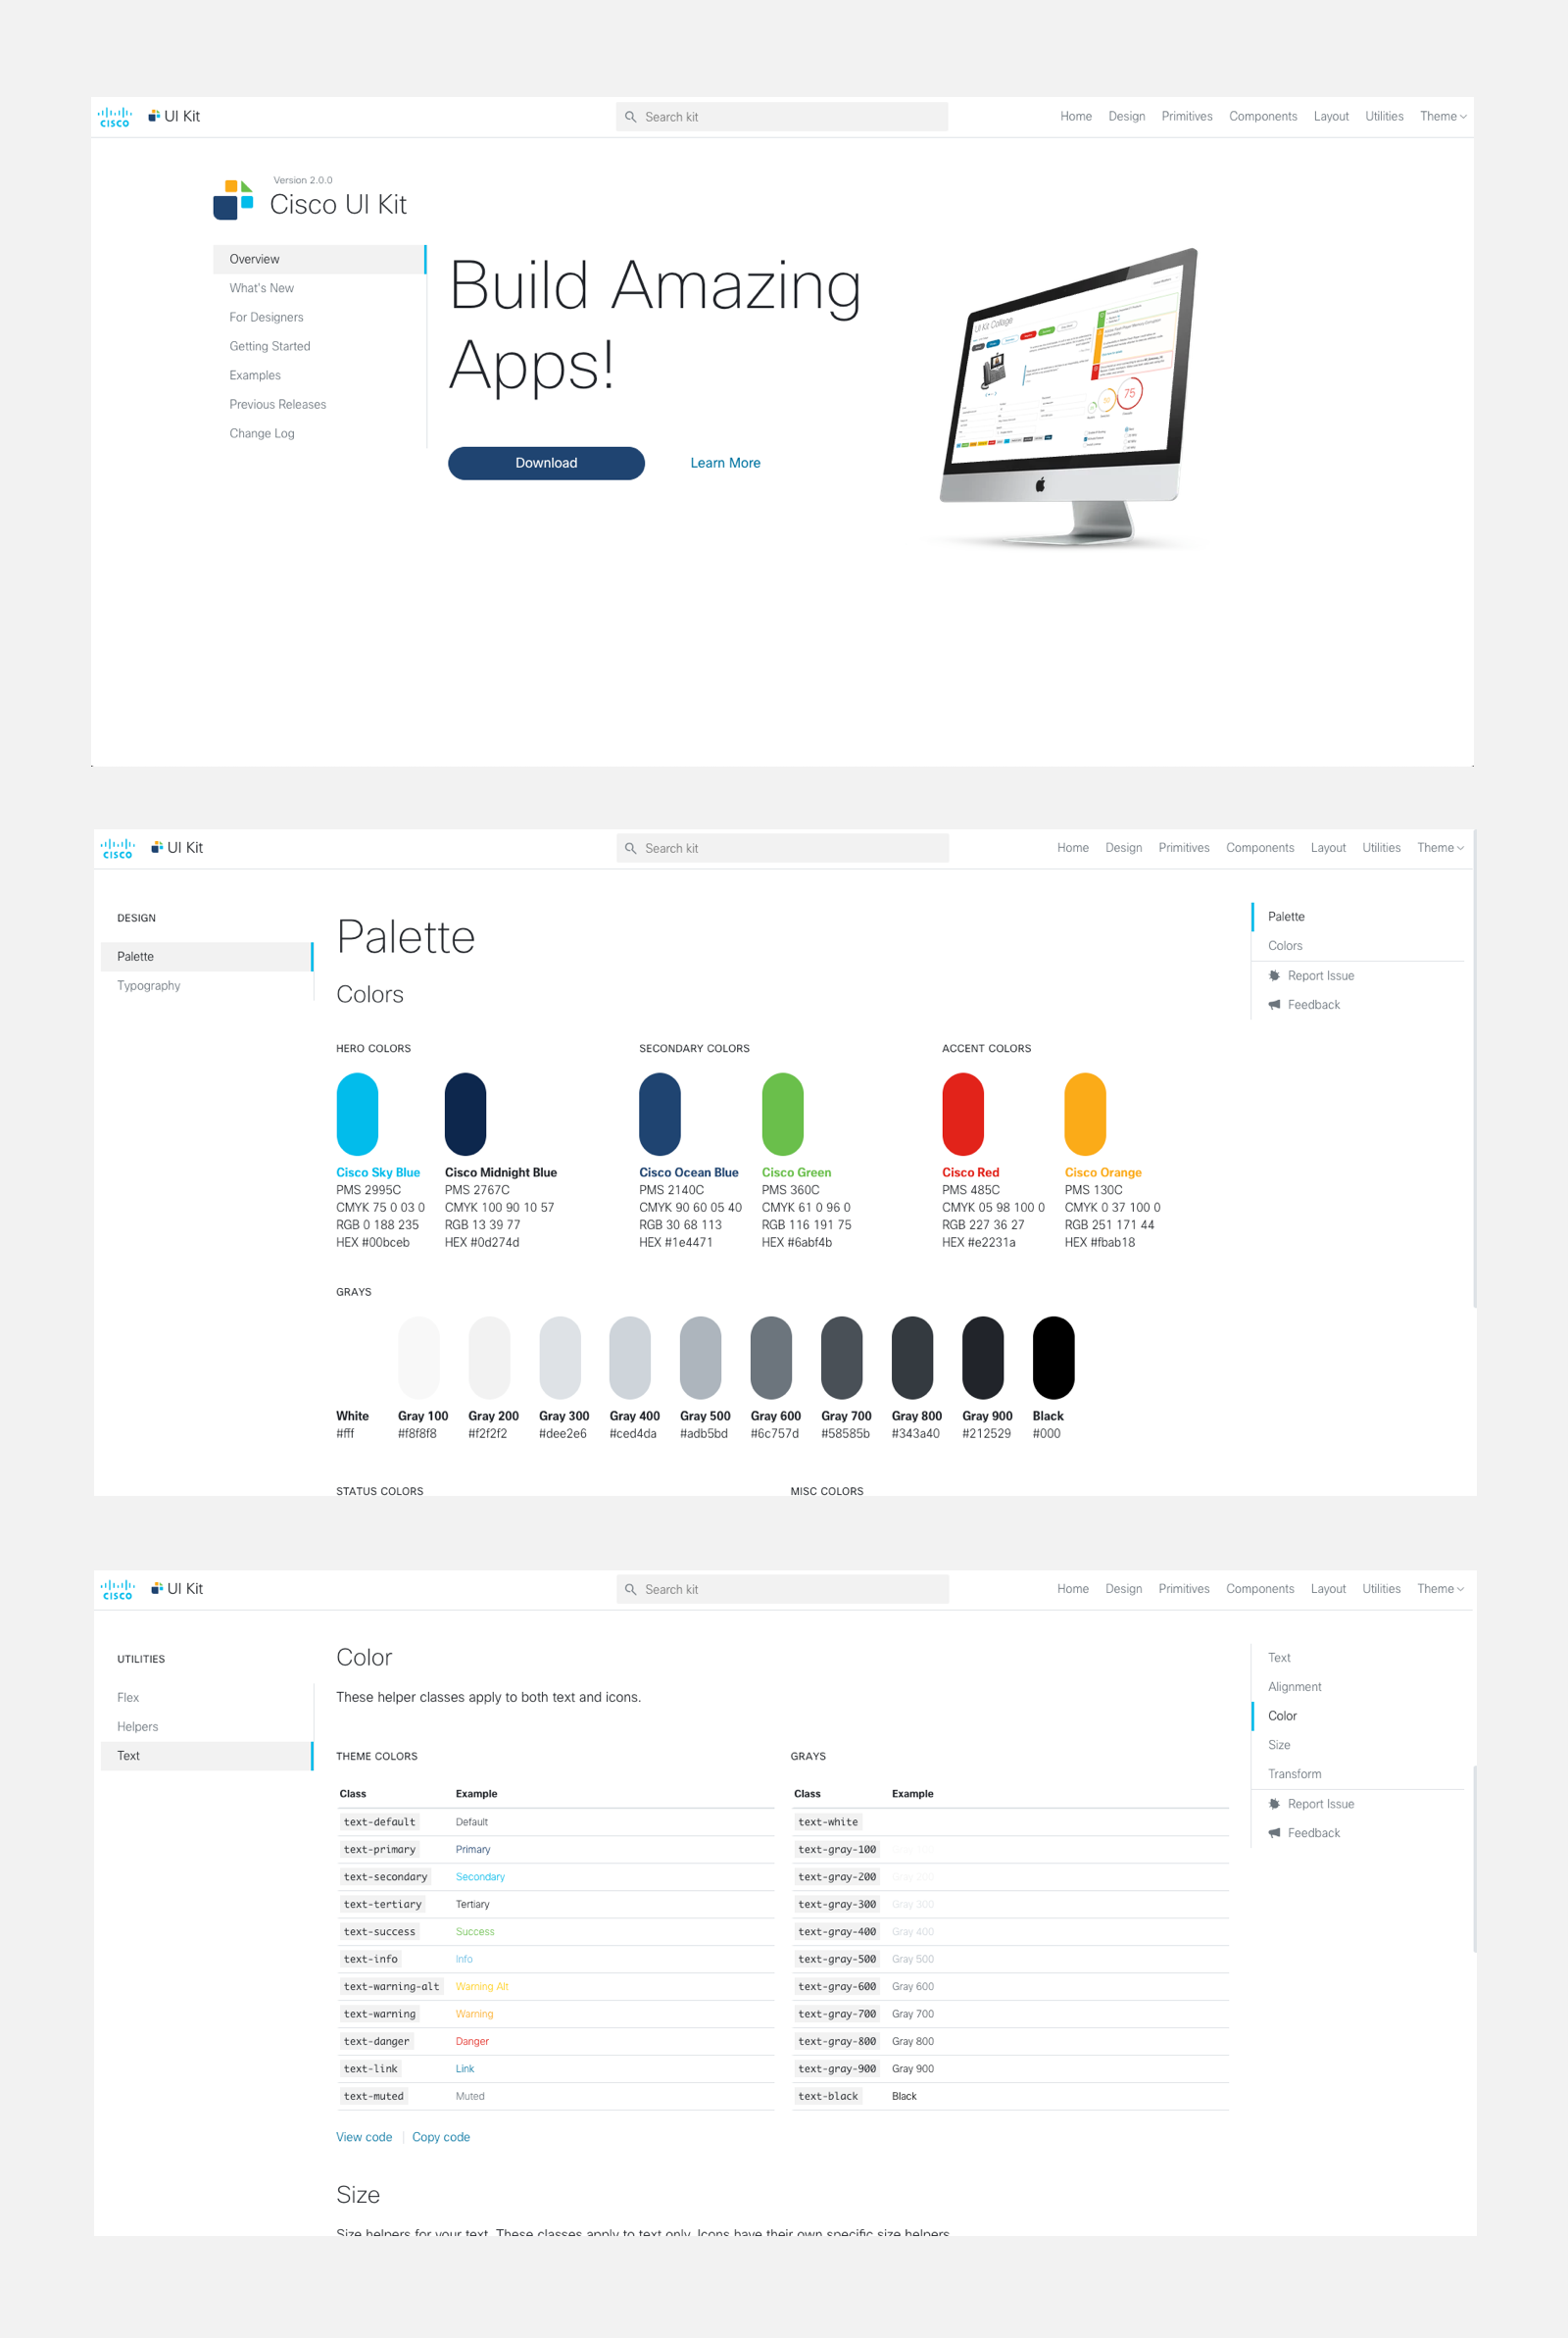 cisco UI Kit Search kit Home Design Primitives Components Layout Utilities Theme
Version 2.0.0
Cisco UI Kit
Overview
What's New
For Designers
Getting Started
Examples
Previous Releases
Change Log
Build Amazing
Apps!
Download Learn More
UI Kit Collage
75
cisco UI Kit Search kit Home Design Primitives Components Layout Utilities Theme
DESIGN
Palette
Typography
Palette
Colors
HERO COLORS SECONDARY COLORS ACCENT COLORS
Cisco Sky Blue Cisco Midnight Blue Cisco Ocean Blue Cisco Green Cisco Red Cisco Orange
PMS 2995C PMS 2767C PMS 2140C PMS 360C PMS 485C PMS 130C
CMYK 75 0 03 0 CMYK 100 90 10 57 CMYK 90 60 05 40 CMYK 61 0 96 0 CMYK 05 98 100 0 CMYK 0 37 100 0
RGB 0 188 235 RGB 13 39 77 RGB 30 68 113 RGB 116 191 75 RGB 227 36 27 RGB 251 171 44
HEX #00bceb HEX #0d274d HEX #1e4471 HEX #6abf4b HEX #e2231a HEX #fbab18
GRAYS
White Gray 100 Gray 200 Gray 300 Gray 400 Gray 500 Gray 600 Gray 700 Gray 800 Gray 900 Black
#fff #f8f8f8 #f2f2f2 #dee2e6 #ced4da #adb5bd #6c757d #58585b #343a40 #212529 #000
STATUS COLORS MISC COLORS
Palette
Colors
Report Issue
Feedback
cisco UI Kit Search kit Home Design Primitives Components Layout Utilities Theme
UTILITIES
Flex
Helpers
Text
Color
These helper classes apply to both text and icons.
THEME COLORS
Class Example
text-default Default
text-primary Primary
text-secondary Secondary
text-tertiary Tertiary
text-success Success
text-info Info
text-warning-alt Warning Alt
text-warning Warning
text-danger Danger
text-link Link
text-muted Muted
View code Copy code
GRAYS
Class Example
text-white
text-gray-100
text-gray-200 Gray 200
text-gray-300 Gray 300
text-gray-400 Gray 400
text-gray-500 Gray 500
text-gray-600 Gray 600
text-gray-700 Gray 700
text-gray-800 Gray 800
text-gray-900 Gray 900
text-black Black
Size
Size helpers for your text. These classes apply to text only. Icons have their own specific size helpers
Text
Alignment
Color
Size
Transform
Report Issue
Feedback